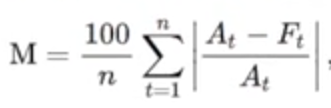 M = \frac{100}{n} \sum_{t=1}^{n} \left| \frac{A_t - F_t}{A_t} \right|,